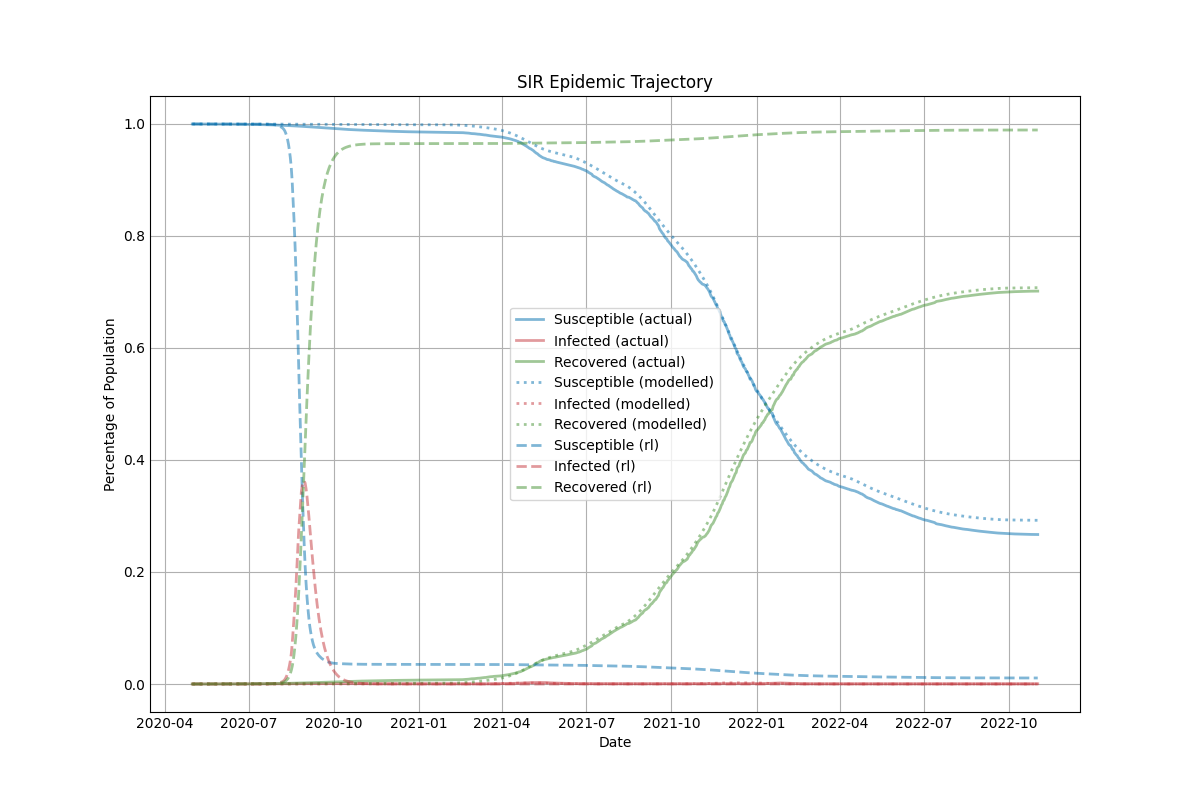 SIR Epidemic Trajectory
Percentage of Population
1.0
0.8
0.6
0.4
0.2
0.0
Susceptible (actual)
Infected (actual)
Recovered (actual)
Susceptible (modelled)
Infected (modelled)
Recovered (modelled)
Susceptible (rl)
Infected (rl)
Recovered (rl)
2020-04 2020-07 2020-10 2021-01 2021-04 2021-07 2021-10 2022-01 2022-04 2022-07 2022-10
Date